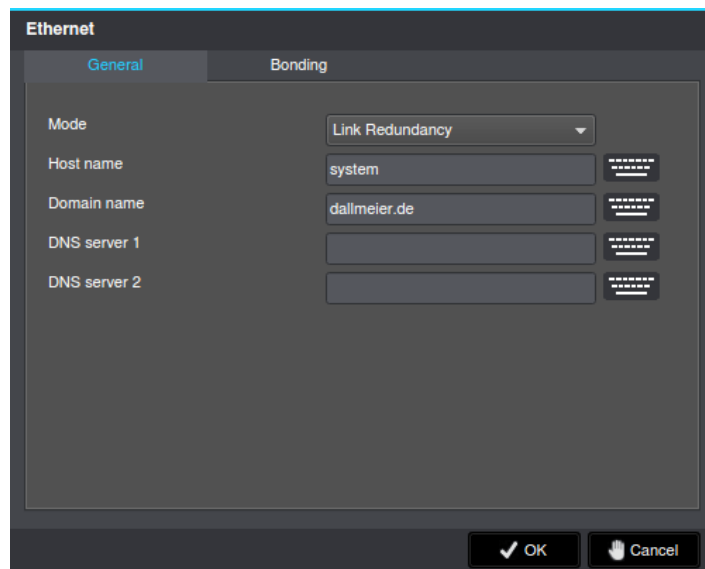 Ethernet
General Bonding
Mode Link Redundancy
Host name system
Domain name dallmeier.de
DNS server 1
DNS server 2
OK Cancel